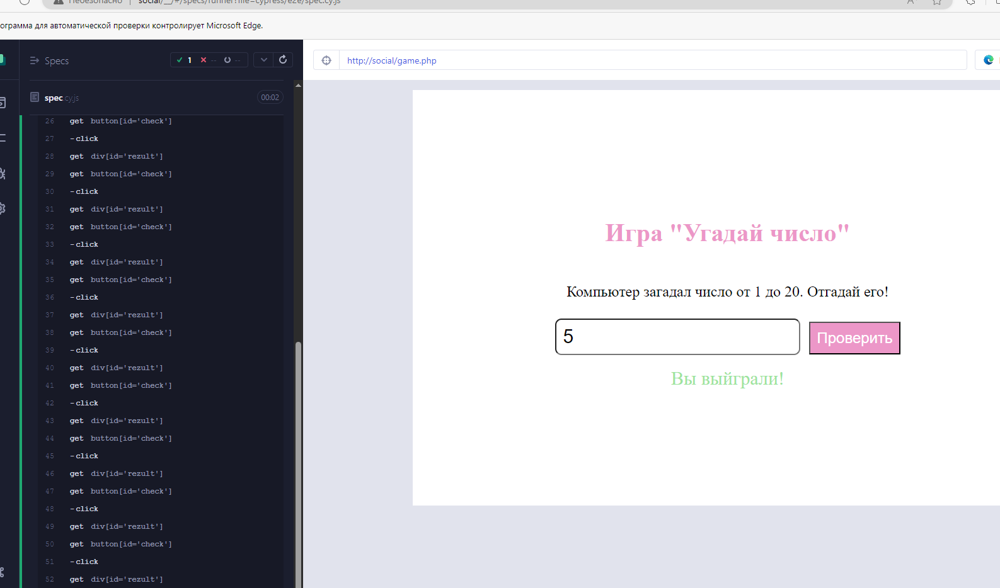 Небезопасно | social/__/#/specs/runner?file=cypress/e2e/spec.cy.js
ограмма для автоматической проверки контролирует Microsoft Edge.
Specs
1 -- --
http://social/game.php
spec.cy.js 00:02
26 get button[id='check']
27 -click
28 get div[id='rezult']
29 get button[id='check']
30 -click
31 get div[id='rezult']
32 get button[id='check']
33 -click
34 get div[id='rezult']
35 get button[id='check']
36 -click
37 get div[id='rezult']
38 get button[id='check']
39 -click
40 get div[id='rezult']
41 get button[id='check']
42 -click
43 get div[id='rezult']
44 get button[id='check']
45 -click
46 get div[id='rezult']
47 get button[id='check']
48 -click
49 get div[id='rezult']
50 get button[id='check']
51 -click
52 get div[id='rezult']
Игра "Угадай число"
Компьютер загадал число от 1 до 20. Отгадай его!
5
Проверить
Вы выйграли!